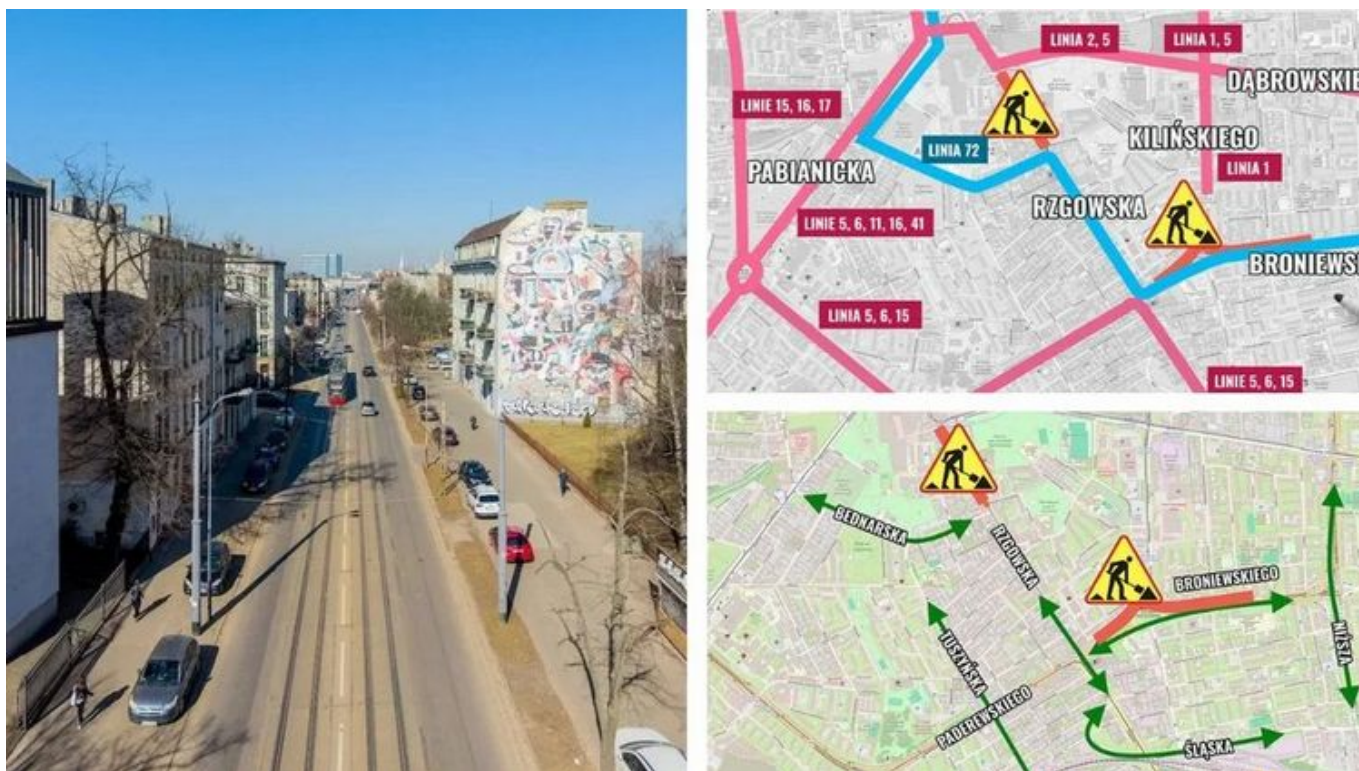 LINIA 2, 5
LINIA 1, 5
DĄBROWSKIE
LINIE 15, 16, 17
KILIŃSKIEGO
LINIA 72
PABIANICKA
LINIA 1
RZGOWSKA
LINIE 5, 6, 11, 16, 41
BRONIEWSK
LINIA 5, 6, 15
LINIE 5, 6, 15
BEDNARSKA
RZGOWSKA
BRONIEWSKIEGO
NIŻSZA
TUSZYŃSKA
PADEREWSKIEGO
ŚLĄSKA